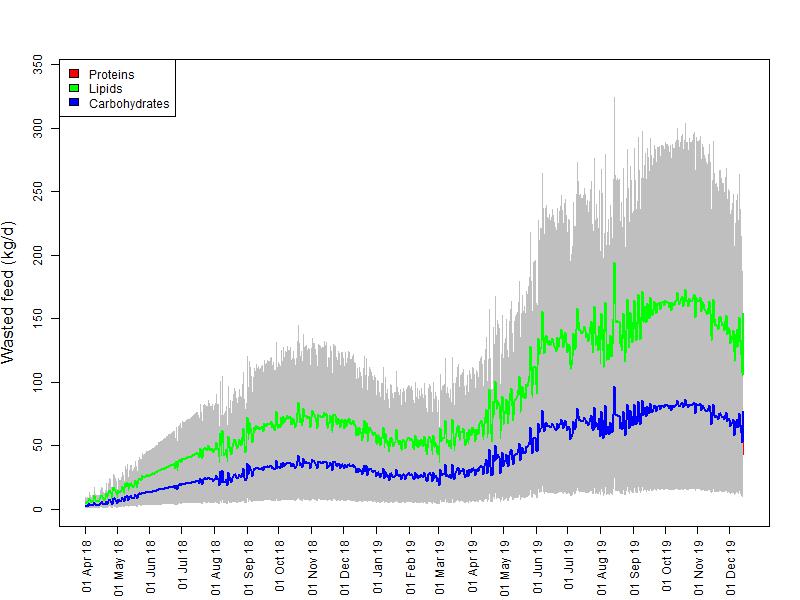 Proteins
Lipids
Carbohydrates
Wasted feed (kg/d)
350
300
250
200
150
100
50
0
01 Apr 18
01 May 18
01 Jun 18
01 Jul 18
01 Aug 18
01 Sep 18
01 Oct 18
01 Nov 18
01 Dec 18
01 Jan 19
01 Feb 19
01 Mar 19
01 Apr 19
01 May 19
01 Jun 19
01 Jul 19
01 Aug 19
01 Sep 19
01 Oct 19
01 Nov 19
01 Dec 19